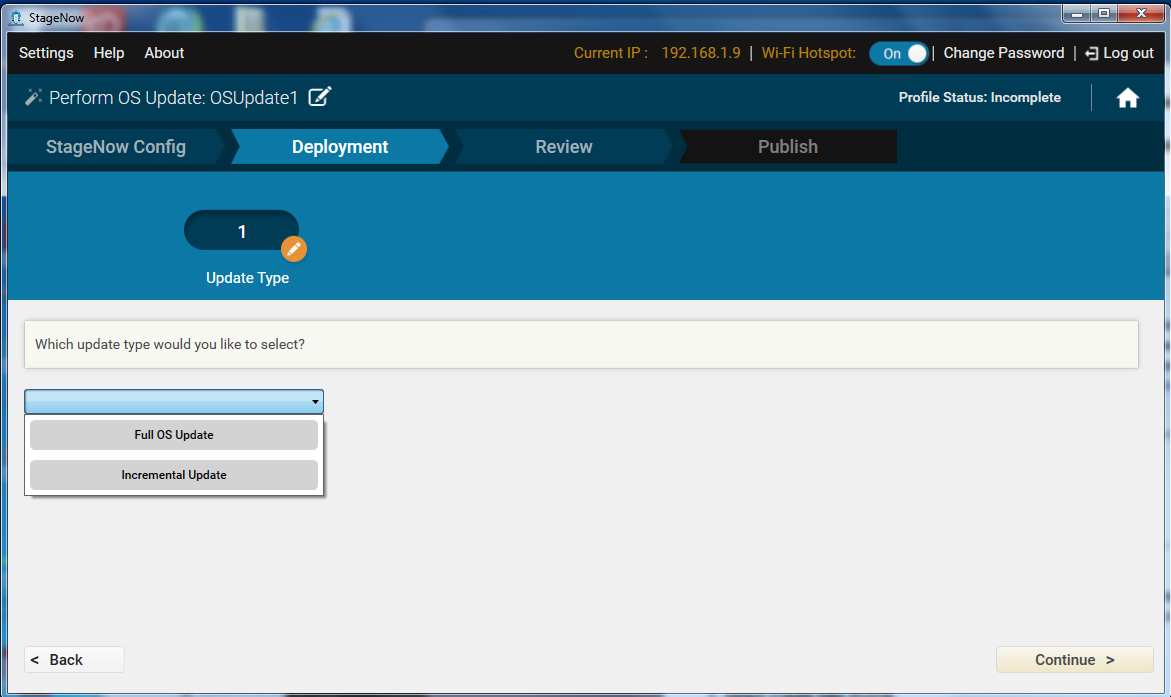 StageNow
Settings Help About Current IP : 192.168.1.9 | Wi-Fi Hotspot: On | Change Password | Log out
Perform OS Update: OSUpdate1 Profile Status: Incomplete
StageNow Config Deployment Review Publish
1
Update Type
Which update type would you like to select?
Full OS Update
Incremental Update
< Back Continue >